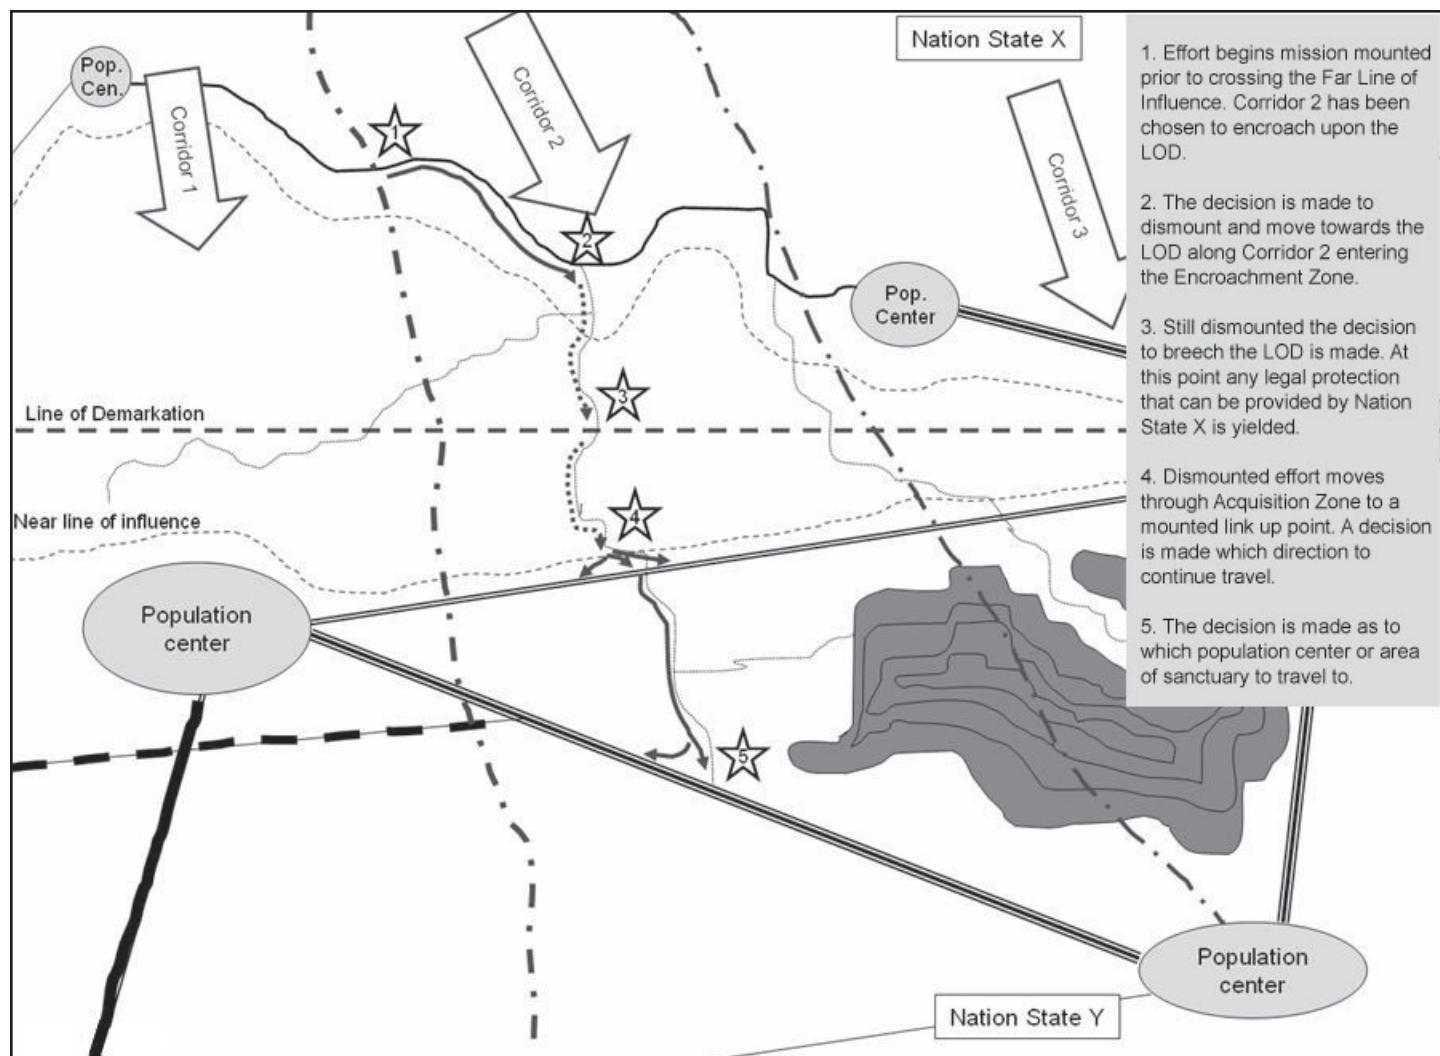 Nation State X
Pop.
Cen.
Corridor 1
Corridor 2
Corridor 3
1
2
Pop.
Center
3
Line of Demarkation
4
Near line of influence
Population
center
5
Population
center
Nation State Y
1. Effort begins mission mounted
prior to crossing the Far Line of
Influence. Corridor 2 has been
chosen to encroach upon the
LOD.
2. The decision is made to
dismount and move towards the
LOD along Corridor 2 entering
the Encroachment Zone.
3. Still dismounted the decision
to breech the LOD is made. At
this point any legal protection
that can be provided by Nation
State X is yielded.
4. Dismounted effort moves
through Acquisition Zone to a
mounted link up point. A decision
is made which direction to
continue travel.
5. The decision is made as to
which population center or area
of sanctuary to travel to.